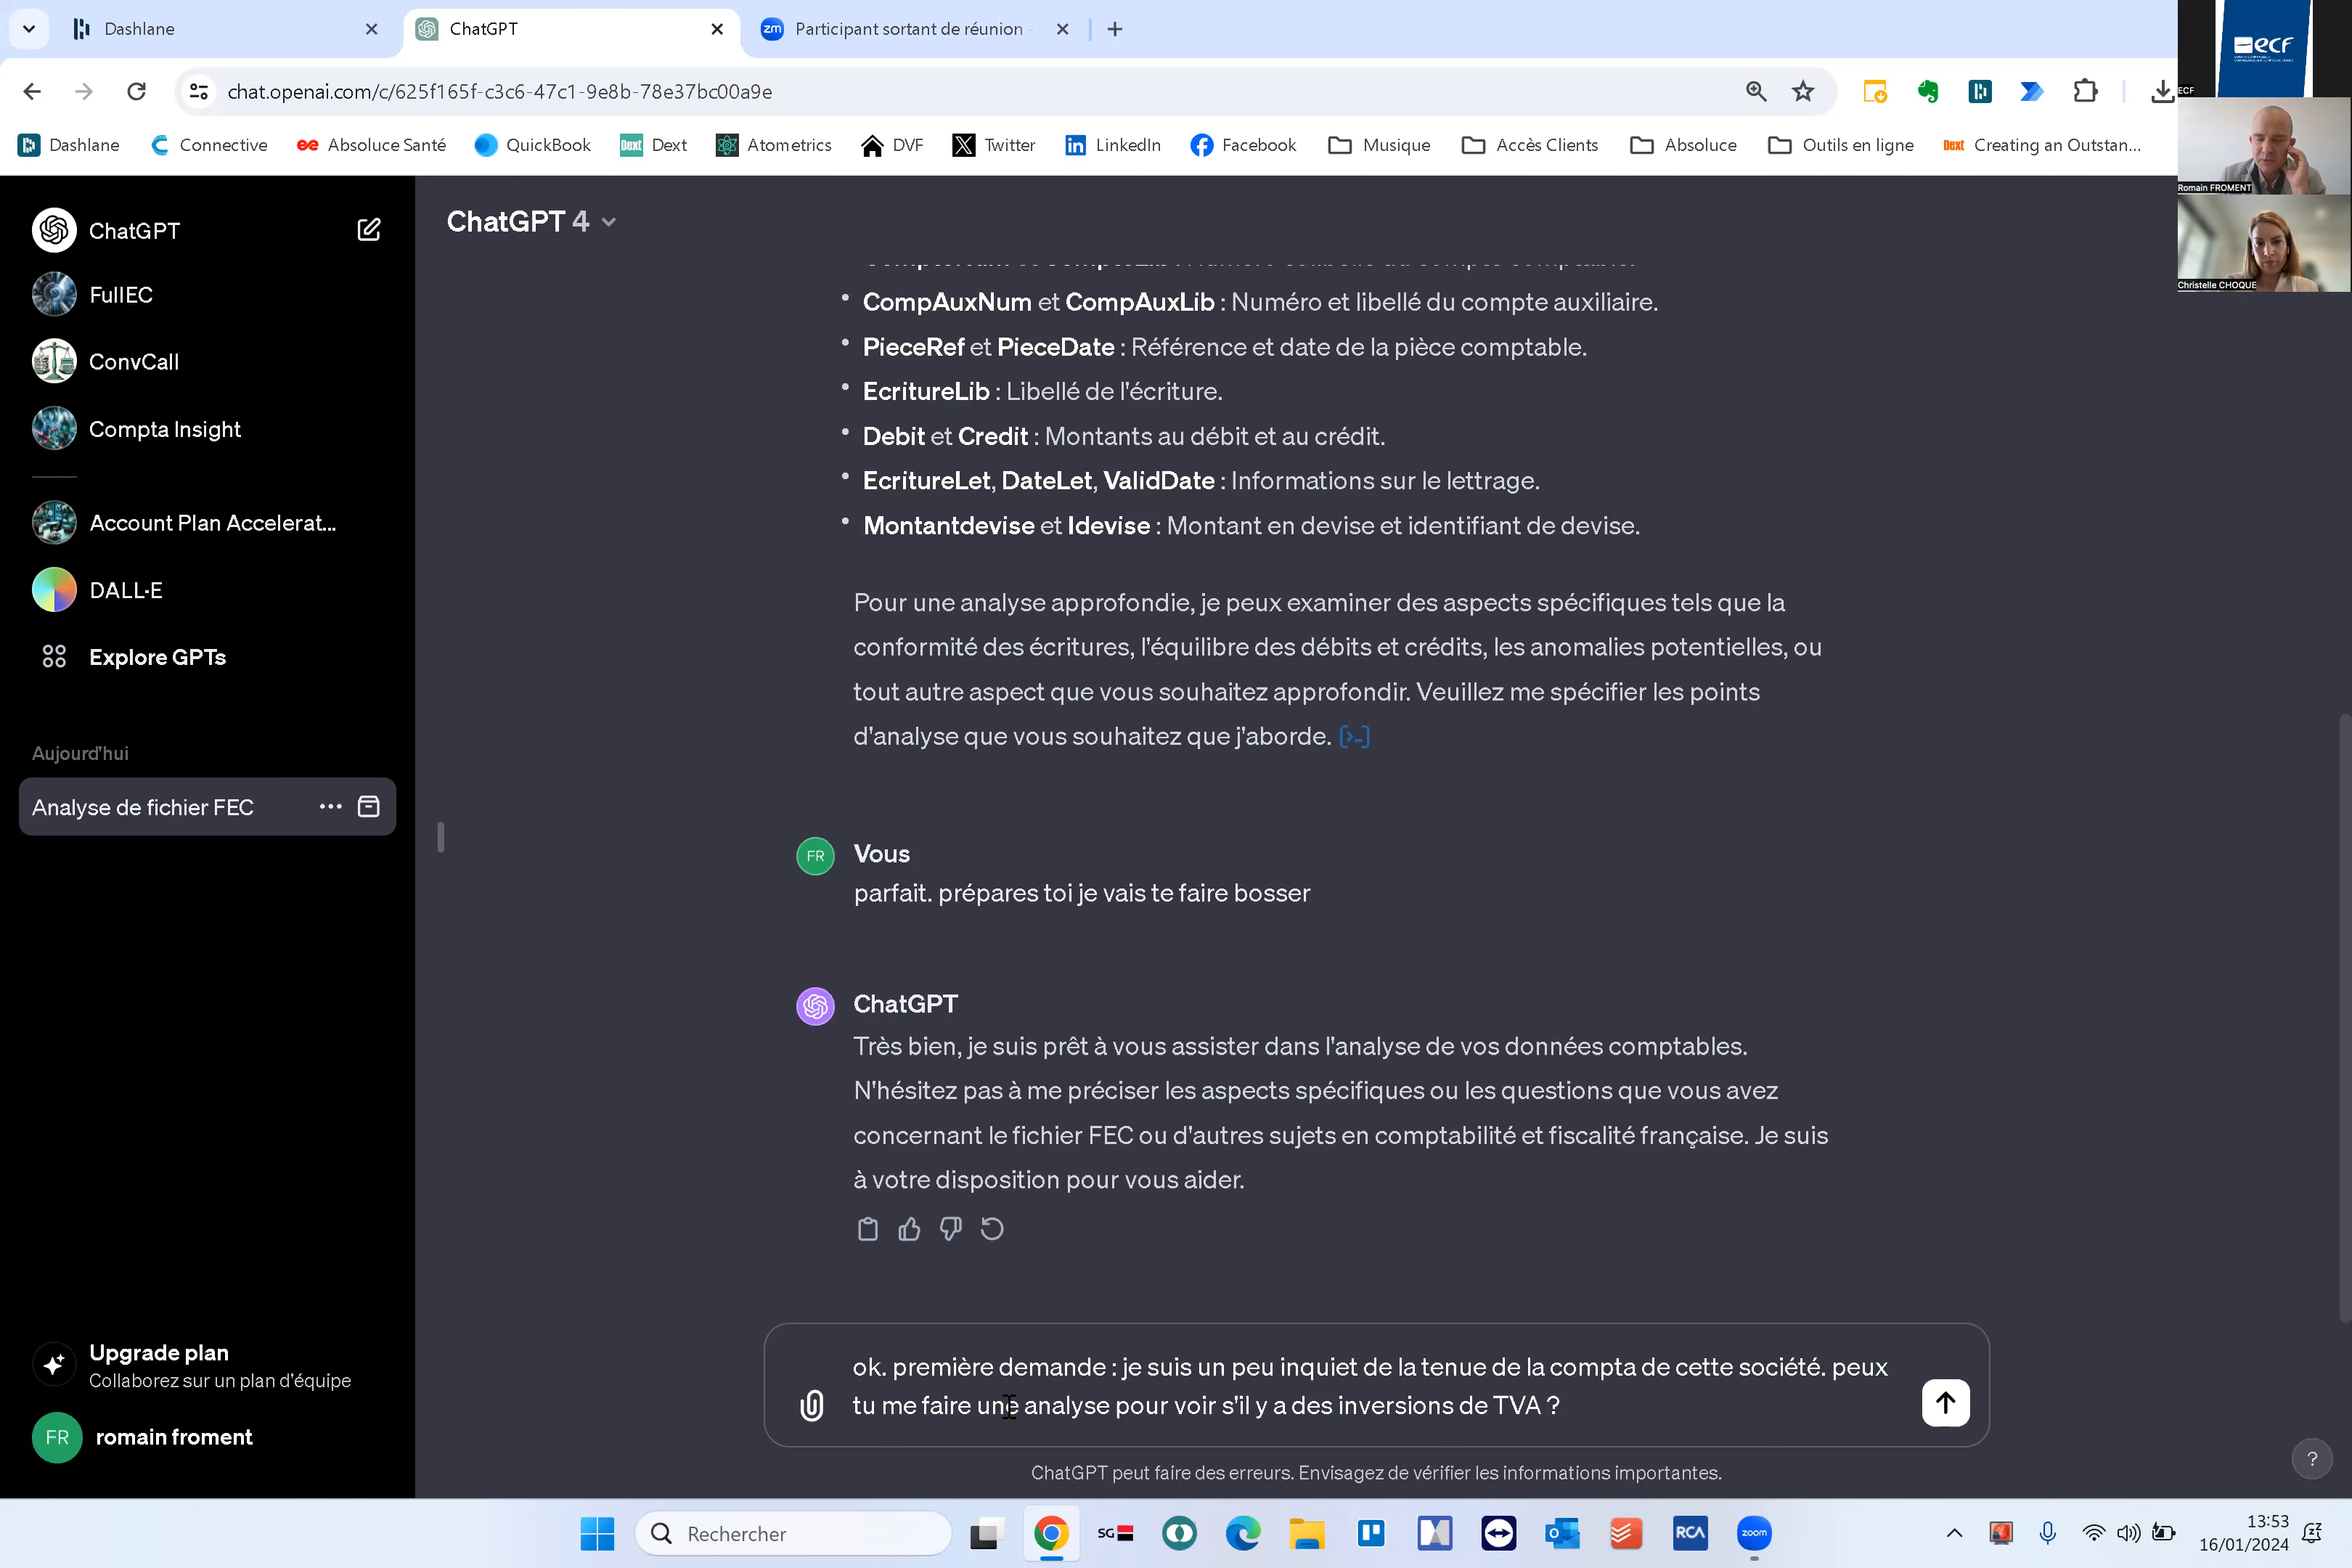 Dashlane
ChatGPT
Participant sortant de réunion
chat.openai.com/c/625f165f-c3c6-47c1-9e8b-78e37bc00a9e
Dashlane
Connective
Absoluce Santé
QuickBook
Dext
Atometrics
DVF
Twitter
LinkedIn
Facebook
Musique
Accès Clients
Absoluce
Outils en ligne
Creating an Outstan...
ecf
ECF
Romain FROMENT
Christelle CHOQUE
ChatGPT
FullEC
ConvCall
Compta Insight
Account Plan Accelerat...
DALL·E
Explore GPTs
Aujourd'hui
Analyse de fichier FEC
Upgrade plan
Collaborez sur un plan d'équipe
FR
romain froment
ChatGPT 4
CompAuxNum et CompAuxLib : Numéro et libellé du compte auxiliaire.
PieceRef et PieceDate : Référence et date de la pièce comptable.
EcritureLib : Libellé de l'écriture.
Debit et Credit : Montants au débit et au crédit.
EcritureLet, DateLet, ValidDate : Informations sur le lettrage.
Montantdevise et Idevise : Montant en devise et identifiant de devise.
Pour une analyse approfondie, je peux examiner des aspects spécifiques tels que la
conformité des écritures, l'équilibre des débits et crédits, les anomalies potentielles, ou
tout autre aspect que vous souhaitez approfondir. Veuillez me spécifier les points
d'analyse que vous souhaitez que j'aborde. [>-]
FR
Vous
parfait. prépares toi je vais te faire bosser
ChatGPT
Très bien, je suis prêt à vous assister dans l'analyse de vos données comptables.
N'hésitez pas à me préciser les aspects spécifiques ou les questions que vous avez
concernant le fichier FEC ou d'autres sujets en comptabilité et fiscalité française. Je suis
à votre disposition pour vous aider.
ok. première demande : je suis un peu inquiet de la tenue de la compta de cette société. peux
tu me faire une analyse pour voir s'il y a des inversions de TVA ?
ChatGPT peut faire des erreurs. Envisagez de vérifier les informations importantes.
?
Rechercher
SG
RCA
zoom
13:53
16/01/2024